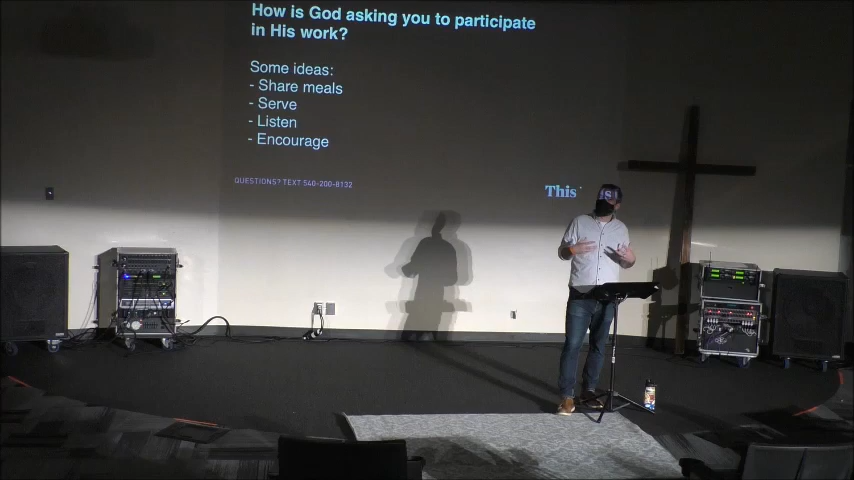 How is God asking you to participate
in His work?
Some ideas:
- Share meals
- Serve
- Listen
- Encourage
QUESTIONS? TEXT 540-200-8132
This is